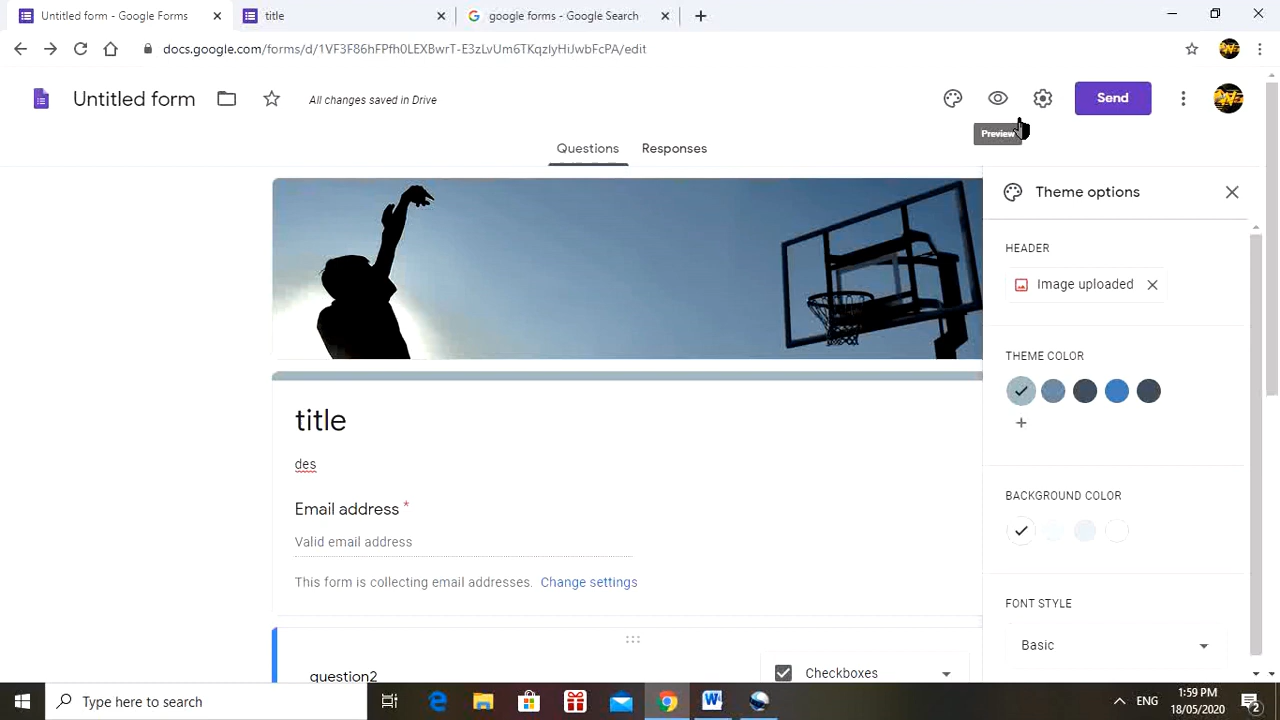 Untitled form - Google Forms
title
google forms - Google Search
docs.google.com/forms/d/1VF3F86hFPfh0LEXBwrT-E3zLvUm6TKqzIyHiJwbFcPA/edit
Untitled form
All changes saved in Drive
Send
Preview
Questions
Responses
Theme options
HEADER
Image uploaded
THEME COLOR
title
des
Email address *
Valid email address
This form is collecting email addresses. Change settings
BACKGROUND COLOR
FONT STYLE
Basic
question2
Checkboxes
Type here to search
ENG
1:59 PM
18/05/2020
2